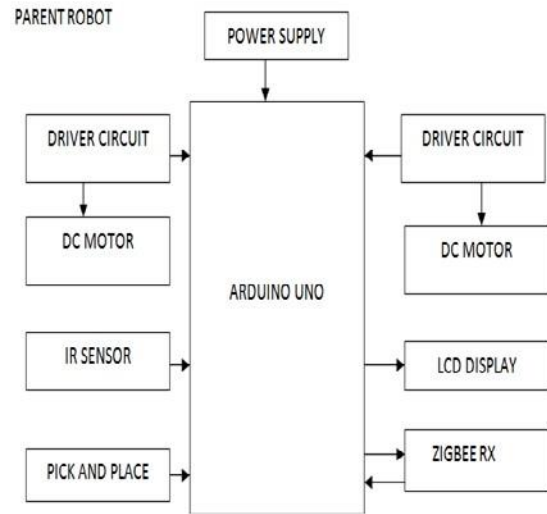 PARENT ROBOT
POWER SUPPLY
DRIVER CIRCUIT
DRIVER CIRCUIT
DC MOTOR
DC MOTOR
ARDUINO UNO
IR SENSOR
LCD DISPLAY
PICK AND PLACE
ZIGBEE RX